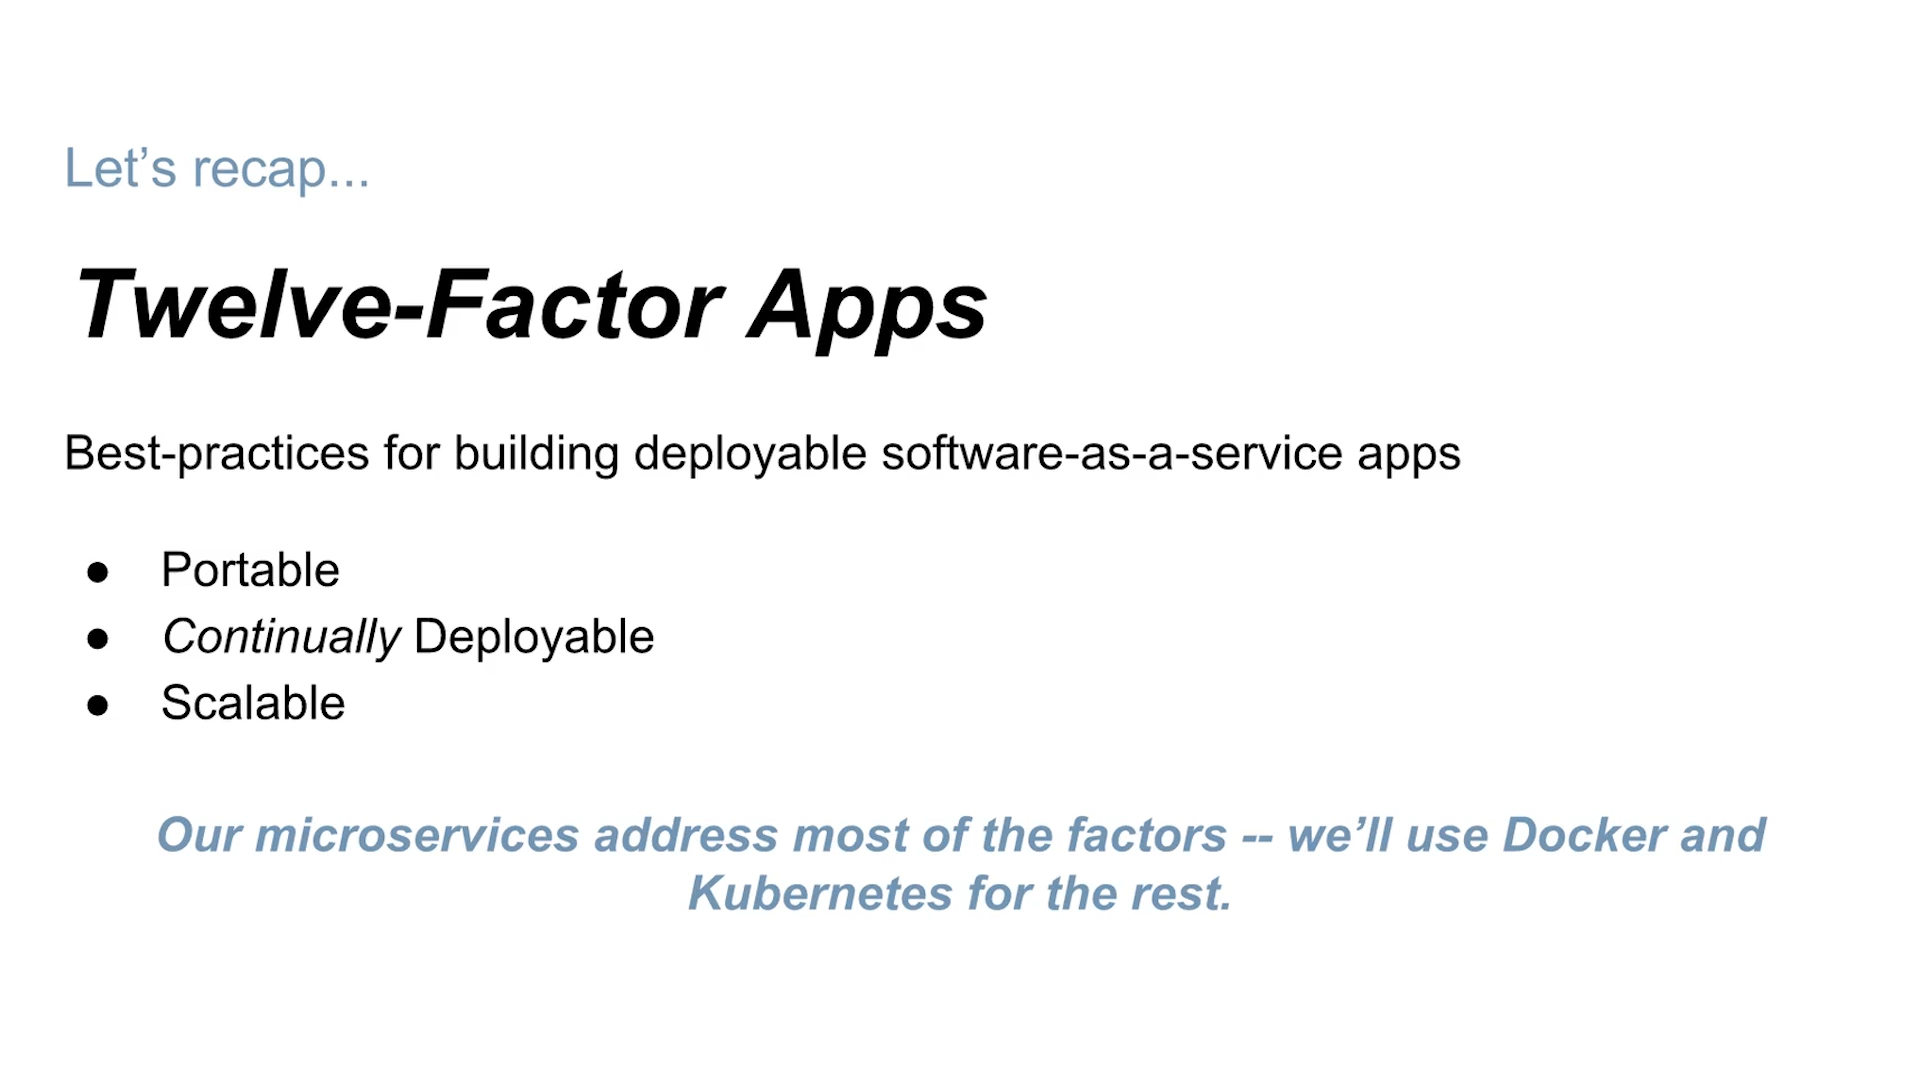 Let’s recap...
Twelve-Factor Apps
Best-practices for building deployable software-as-a-service apps
● Portable
● Continually Deployable
● Scalable
Our microservices address most of the factors -- we’ll use Docker and
Kubernetes for the rest.